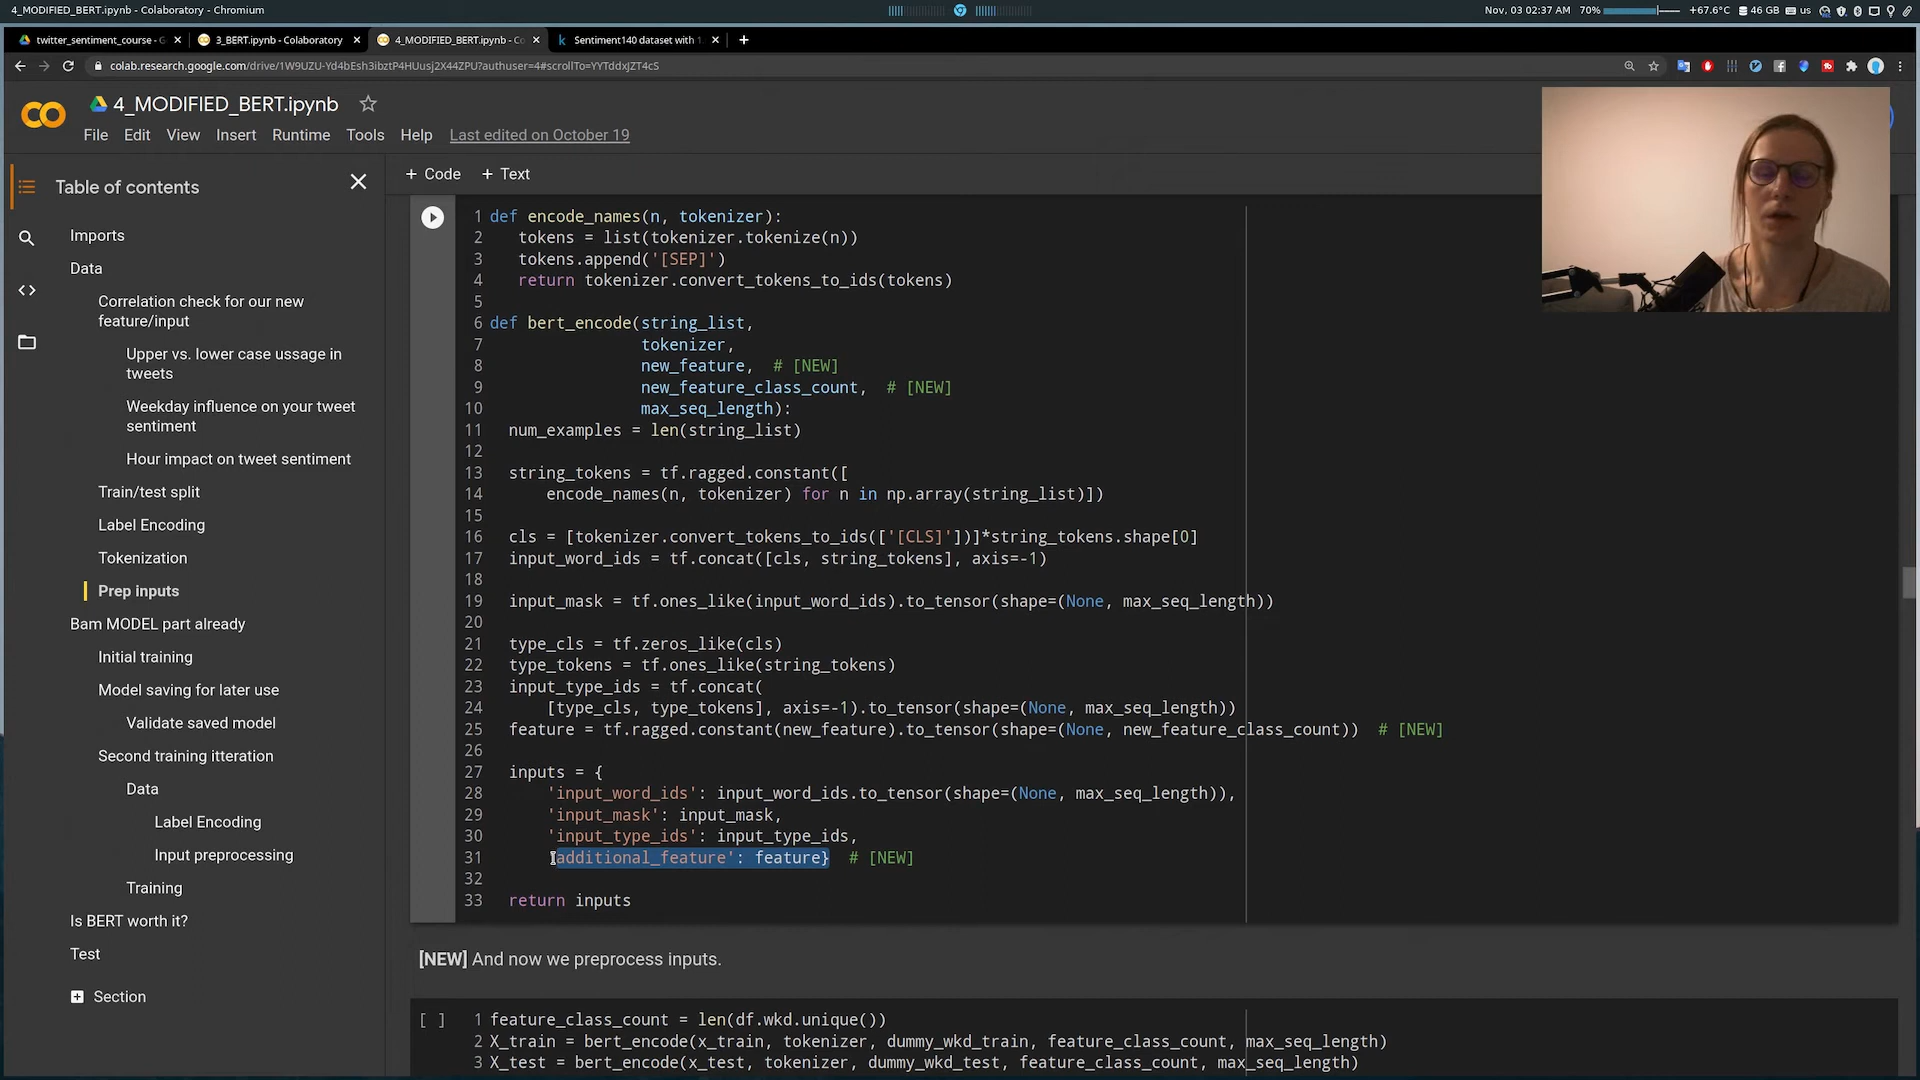 4_MODIFIED_BERT.ipynb - Colaboratory - Chromium
Nov, 03 02:37 AM 70% +67.6°C 46 GB us
twitter_sentiment_course - G
3_BERT.ipynb - Colaboratory
4_MODIFIED_BERT.ipynb - Co
Sentiment140 dataset with 1
colab.research.google.com/drive/1W9UZU-Yd4bEsh3ibztP4HUusj2X44ZPU?authuser=4#scrollTo=YYTddxJZT4cS
4_MODIFIED_BERT.ipynb
File Edit View Insert Runtime Tools Help Last edited on October 19
Table of contents
+ Code + Text
Imports
Data
Correlation check for our new
feature/input
Upper vs. lower case ussage in
tweets
Weekday influence on your tweet
sentiment
Hour impact on tweet sentiment
Train/test split
Label Encoding
Tokenization
Prep inputs
Bam MODEL part already
Initial training
Model saving for later use
Validate saved model
Second training itteration
Data
Label Encoding
Input preprocessing
Training
Is BERT worth it?
Test
Section
1 def encode_names(n, tokenizer):
2 tokens = list(tokenizer.tokenize(n))
3 tokens.append('[SEP]')
4 return tokenizer.convert_tokens_to_ids(tokens)
5
6 def bert_encode(string_list,
7 tokenizer,
8 new_feature, # [NEW]
9 new_feature_class_count, # [NEW]
10 max_seq_length):
11 num_examples = len(string_list)
12
13 string_tokens = tf.ragged.constant([
14 encode_names(n, tokenizer) for n in np.array(string_list)])
15
16 cls = [tokenizer.convert_tokens_to_ids(['[CLS]'])]*string_tokens.shape[0]
17 input_word_ids = tf.concat([cls, string_tokens], axis=-1)
18
19 input_mask = tf.ones_like(input_word_ids).to_tensor(shape=(None, max_seq_length))
20
21 type_cls = tf.zeros_like(cls)
22 type_tokens = tf.ones_like(string_tokens)
23 input_type_ids = tf.concat(
24 [type_cls, type_tokens], axis=-1).to_tensor(shape=(None, max_seq_length))
25 feature = tf.ragged.constant(new_feature).to_tensor(shape=(None, new_feature_class_count)) # [NEW]
26
27 inputs = {
28 'input_word_ids': input_word_ids.to_tensor(shape=(None, max_seq_length)),
29 'input_mask': input_mask,
30 'input_type_ids': input_type_ids,
31 'additional_feature': feature} # [NEW]
32
33 return inputs
[NEW] And now we preprocess inputs.
[ ] 1 feature_class_count = len(df.wkd.unique())
2 X_train = bert_encode(x_train, tokenizer, dummy_wkd_train, feature_class_count, max_seq_length)
3 X_test = bert_encode(x_test, tokenizer, dummy_wkd_test, feature_class_count, max_seq_length)